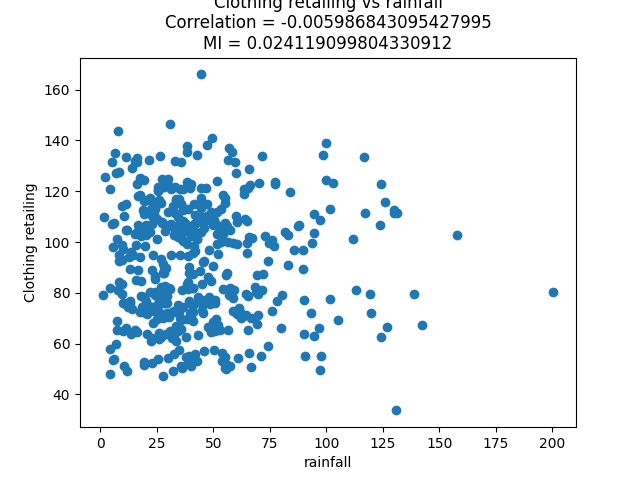 Clothing retailing vs rainfall
Correlation = -0.005986843095427995
MI = 0.024119099804330912
160
140
120
100
80
60
40
Clothing retailing
0 25 50 75 100 125 150 175 200
rainfall